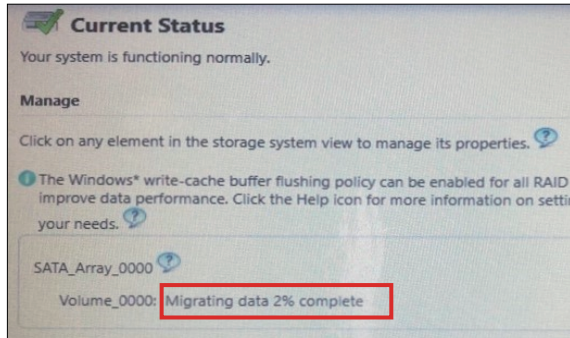 Current Status
Your system is functioning normally.
Manage
Click on any element in the storage system view to manage its properties.
The Windows* write-cache buffer flushing policy can be enabled for all RAID
improve data performance. Click the Help icon for more information on setti
your needs.
SATA_Array_0000
Volume_0000: Migrating data 2% complete